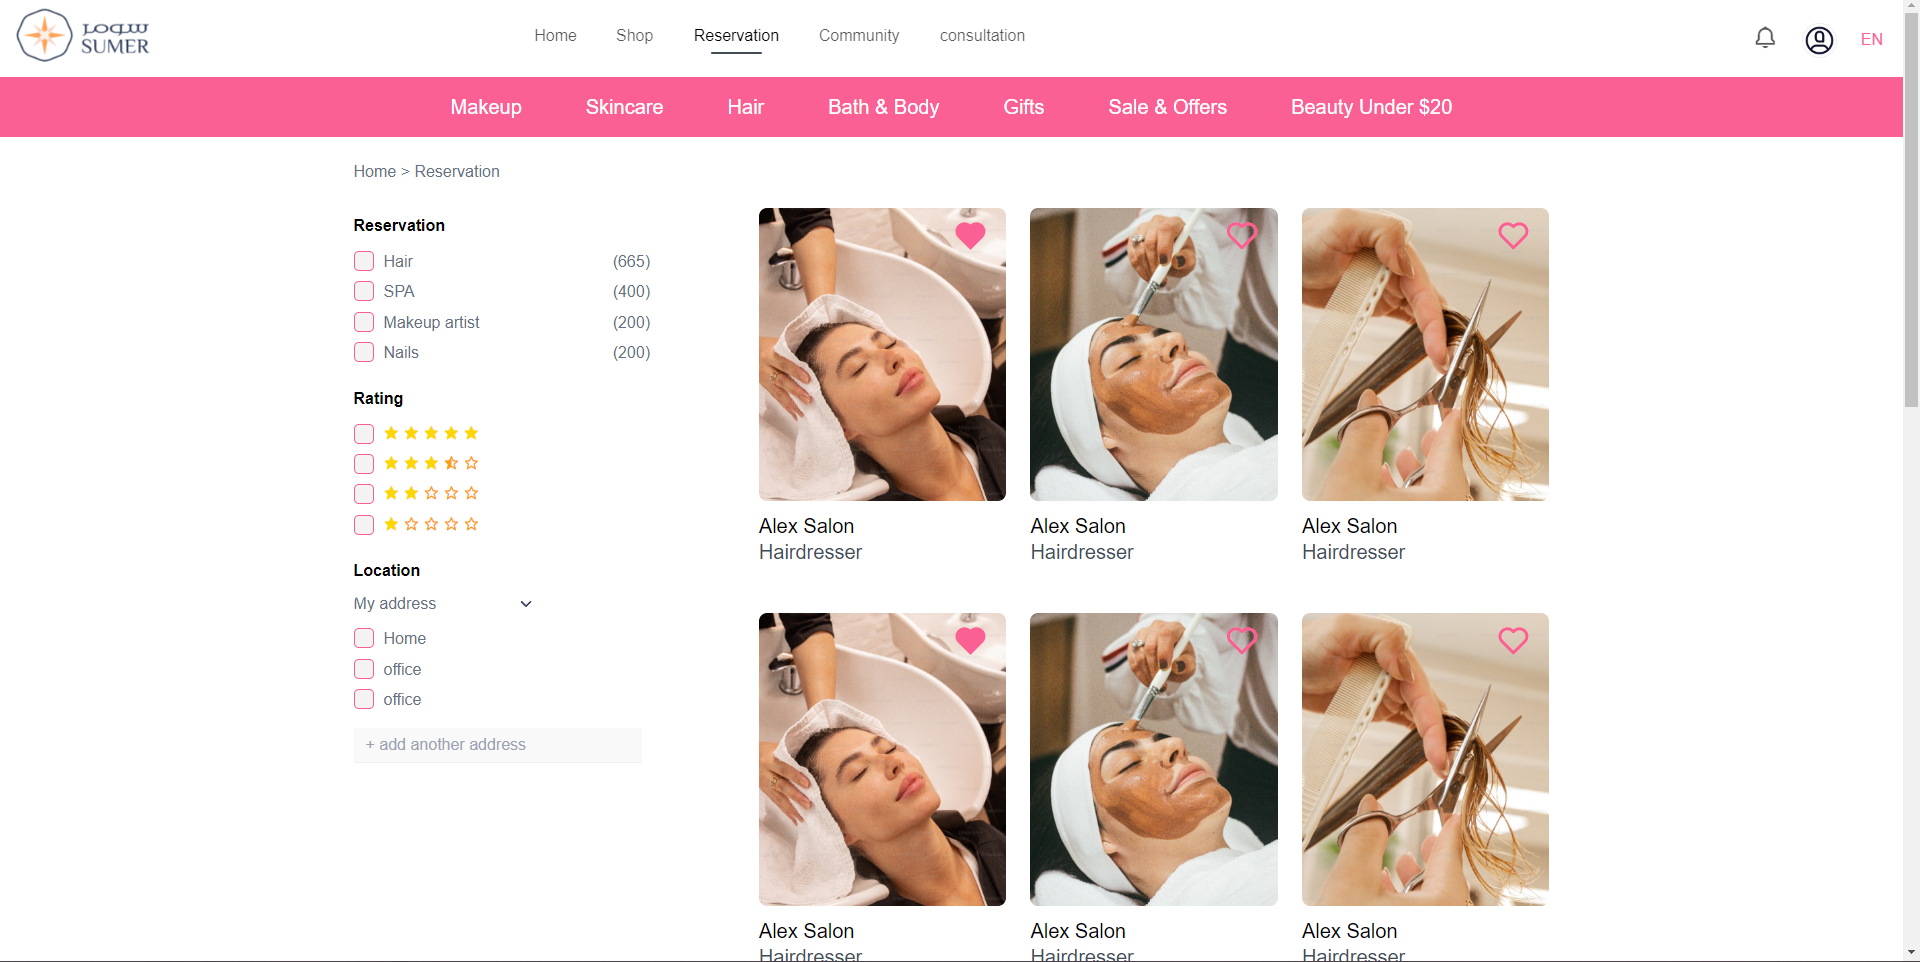 سومر
SUMER
Home Shop Reservation Community consultation
EN
Makeup Skincare Hair Bath & Body Gifts Sale & Offers Beauty Under $20
Home > Reservation
Reservation
Hair (665)
SPA (400)
Makeup artist (200)
Nails (200)
Rating
Location
My address
Home
office
office
+ add another address
Alex Salon Alex Salon Alex Salon
Hairdresser Hairdresser Hairdresser
Alex Salon Alex Salon Alex Salon
Hairdresser Hairdresser Hairdresser